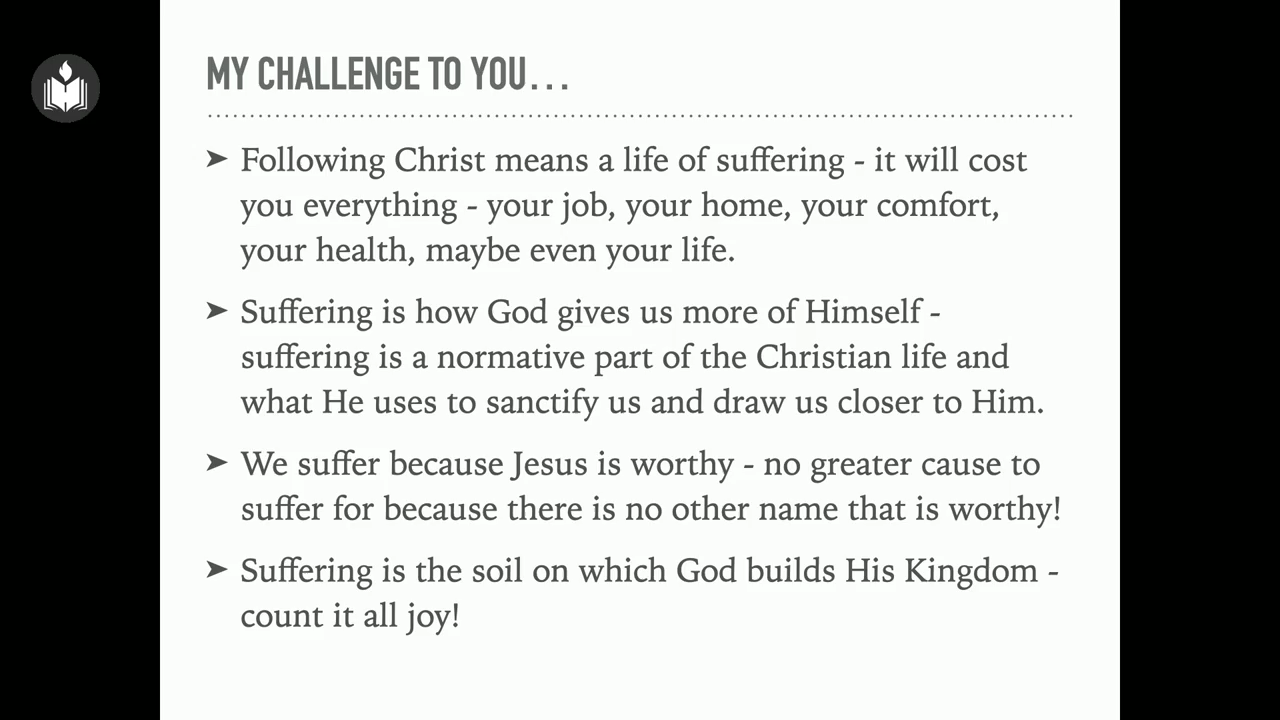 MY CHALLENGE TO YOU...
➤ Following Christ means a life of suffering - it will cost
you everything - your job, your home, your comfort,
your health, maybe even your life.
➤ Suffering is how God gives us more of Himself -
suffering is a normative part of the Christian life and
what He uses to sanctify us and draw us closer to Him.
➤ We suffer because Jesus is worthy - no greater cause to
suffer for because there is no other name that is worthy!
➤ Suffering is the soil on which God builds His Kingdom -
count it all joy!